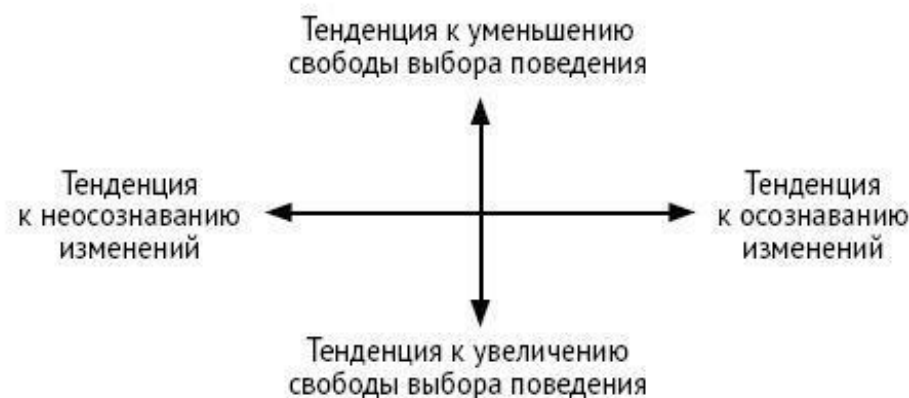 Тенденция к уменьшению
свободы выбора поведения
Тенденция
к неосознаванию
изменений
Тенденция
к осознаванию
изменений
Тенденция к увеличению
свободы выбора поведения